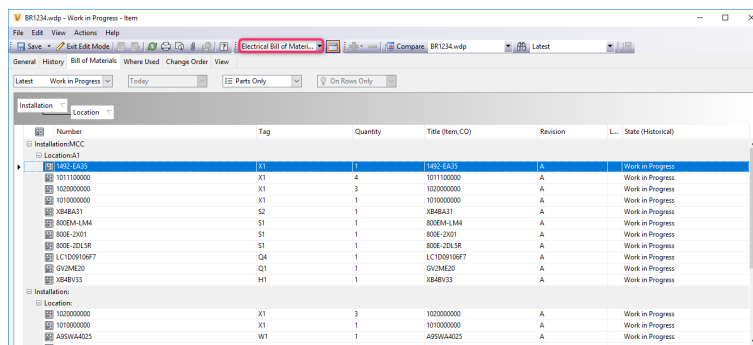 BR1234.wdp - Work in Progress - Item
File Edit View Actions Help
Save Exit Edit Mode Electrical Bill of Materi... Compare BR1234.wdp Latest
General History Bill of Materials Where Used Change Order View
Latest Work in Progress Today Parts Only On Rows Only
Installation
Location
Number Tag Quantity Title (Item,CO) Revision L... State (Historical)
Installation:MCC
Location:A1
1492-EA35 X1 1 1492-EA35 A Work in Progress
1011100000 X1 4 1011100000 A Work in Progress
1020000000 X1 3 1020000000 A Work in Progress
1010000000 X1 1 1010000000 A Work in Progress
XB4BA31 S2 1 XB4BA31 A Work in Progress
800EM-LM4 S1 1 800EM-LM4 A Work in Progress
800E-2X01 S1 1 800E-2X01 A Work in Progress
800E-2DL5R S1 1 800E-2DL5R A Work in Progress
LC1D09106F7 Q4 1 LC1D09106F7 A Work in Progress
GV2ME20 Q1 1 GV2ME20 A Work in Progress
XB4BV33 H1 1 XB4BV33 A Work in Progress
Installation:
Location:
1020000000 X1 3 1020000000 A Work in Progress
1010000000 X1 1 1010000000 A Work in Progress
A9SWA4025 W1 1 A9SWA4025 A Work in Progress